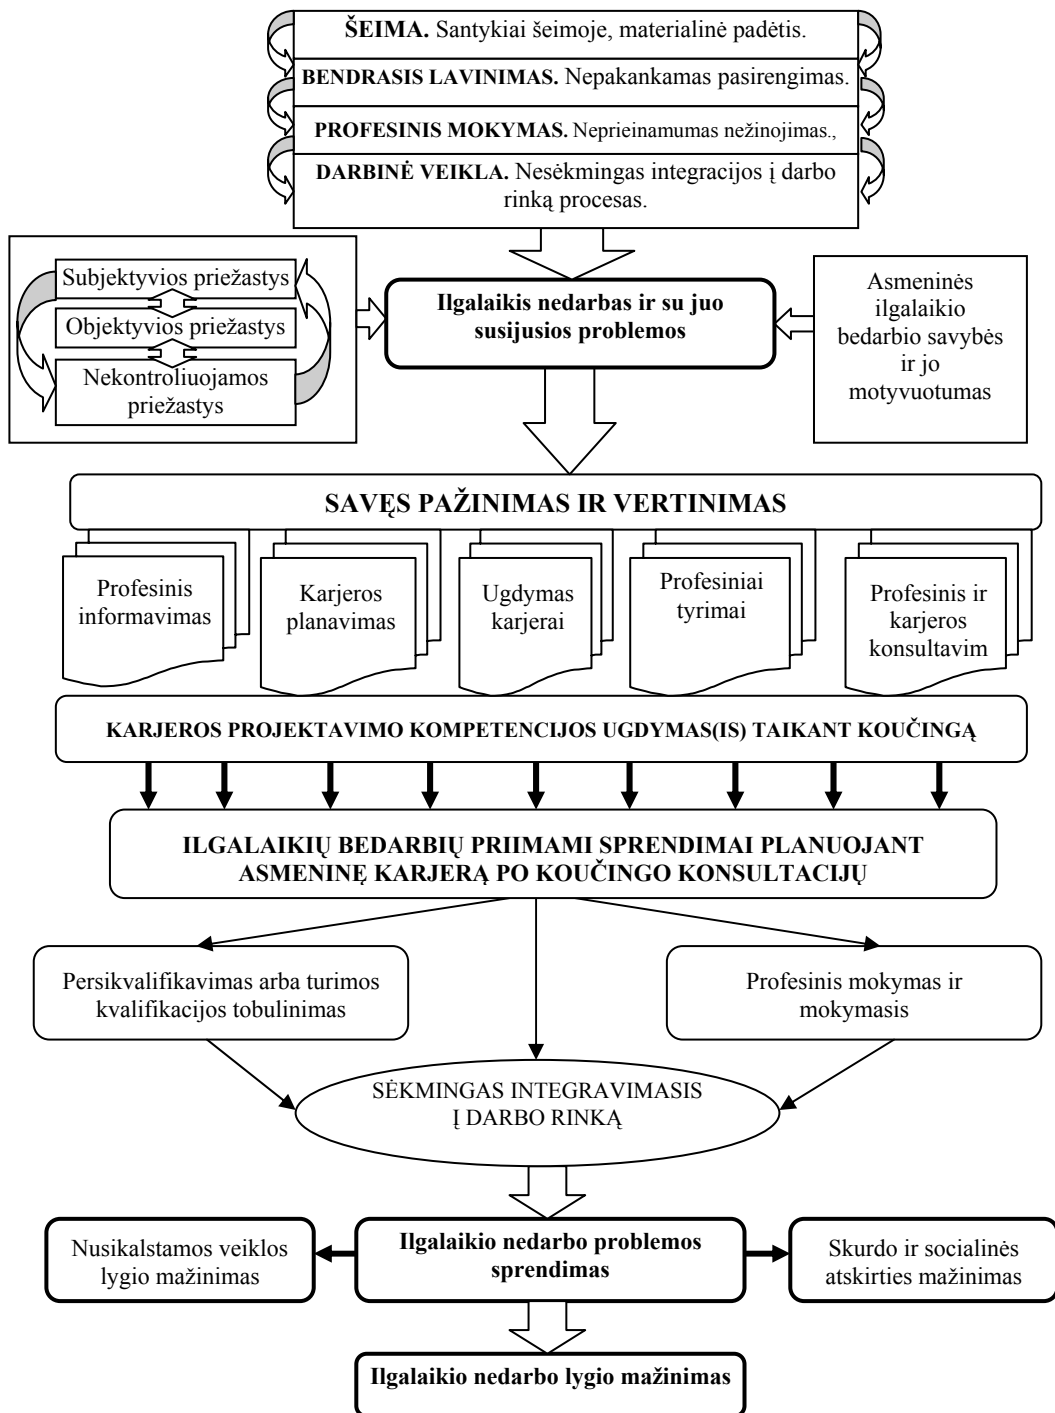 ŠEIMA. Santykiai šeimoje, materialinė padėtis.
BENDRASIS LAVINIMAS. Nepakankamas pasirengimas.
PROFESINIS MOKYMAS. Neprieinamumas nežinojimas.,
DARBINĖ VEIKLA. Nesėkmingas integracijos į darbo
rinką procesas.
Subjektyvios priežastys
Objektyvios priežastys
Nekontroliuojamos
priežastys
Ilgalaikis nedarbas ir su juo
susijusios problemos
Asmeninės
ilgalaikio
bedarbio savybės
ir jo
motyvuotumas
SAVĘS PAŽINIMAS IR VERTINIMAS
Profesinis
informavimas
Karjeros
planavimas
Ugdymas
karjerai
Profesiniai
tyrimai
Profesinis ir
karjeros
konsultavim
KARJEROS PROJEKTAVIMO KOMPETENCIJOS UGDYMAS(IS) TAIKANT KOUČINGĄ
ILGALAIKIŲ BEDARBIŲ PRIIMAMI SPRENDIMAI PLANUOJANT
ASMENINĘ KARJERĄ PO KOUČINGO KONSULTACIJŲ
Persikvalifikavimas arba turimos
kvalifikacijos tobulinimas
Profesinis mokymas ir
mokymasis
SĖKMINGAS INTEGRAVIMASIS
Į DARBO RINKĄ
Nusikalstamos veiklos
lygio mažinimas
Ilgalaikio nedarbo problemos
sprendimas
Skurdo ir socialinės
atskirties mažinimas
Ilgalaikio nedarbo lygio mažinimas